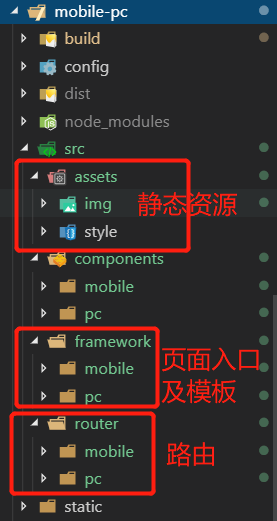 mobile-pc
build
config
dist
node_modules
src
assets
img
静态资源
style
components
mobile
pc
framework
页面入口
mobile
及模板
pc
router
mobile
路由
pc
static